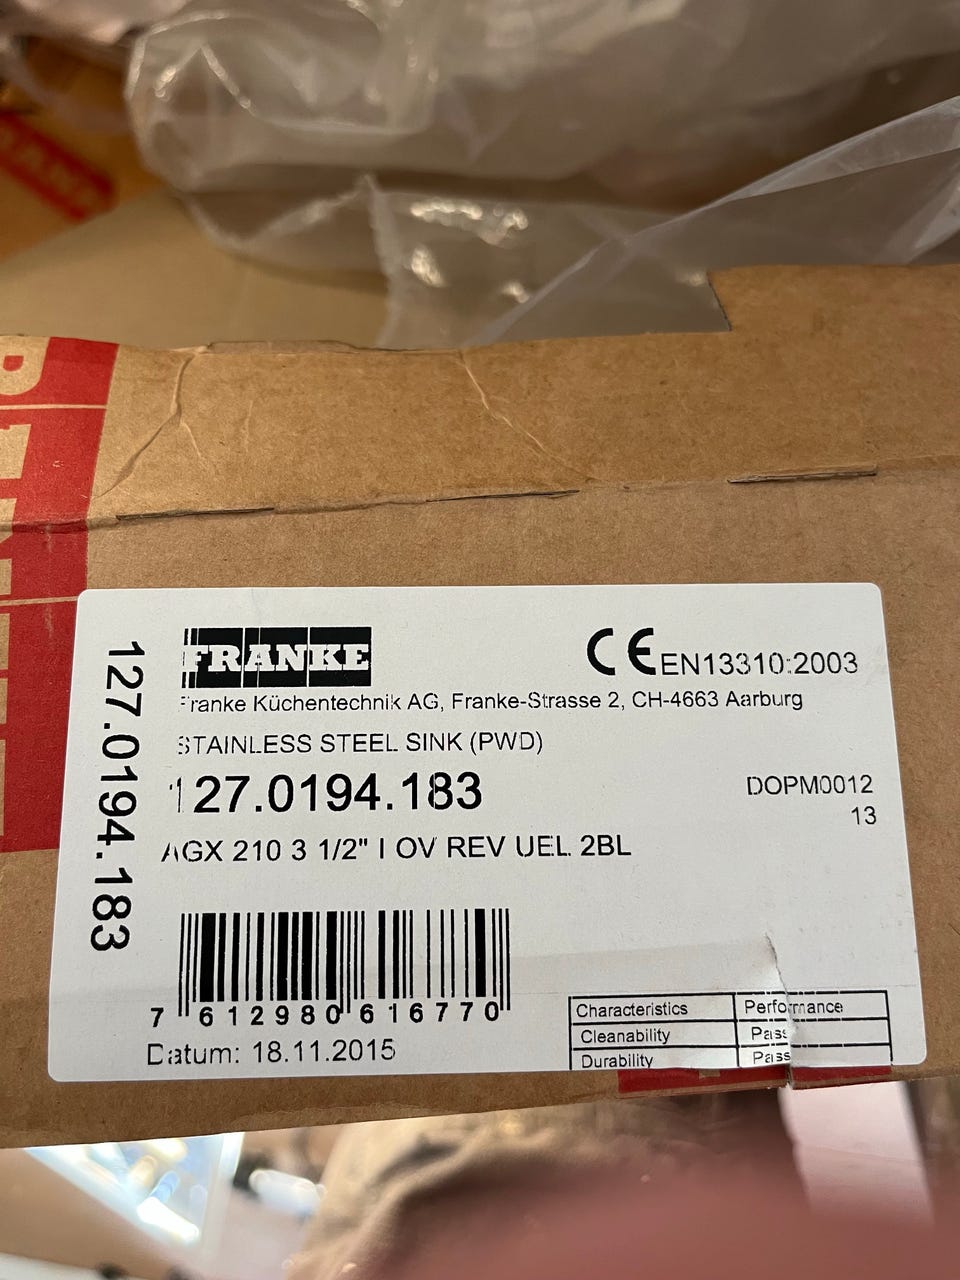 FRANKE
CE EN13310:2003
Franke Küchentechnik AG, Franke-Strasse 2, CH-4663 Aarburg
STAINLESS STEEL SINK (PWD)
127.0194.183
DOPM0012
13
AGX 210 3 1/2" I OV REV UEL 2BL
127.0194.183
7 612980 616770
Datum: 18.11.2015
Characteristics Performance
Cleanability Pass
Durability Pass